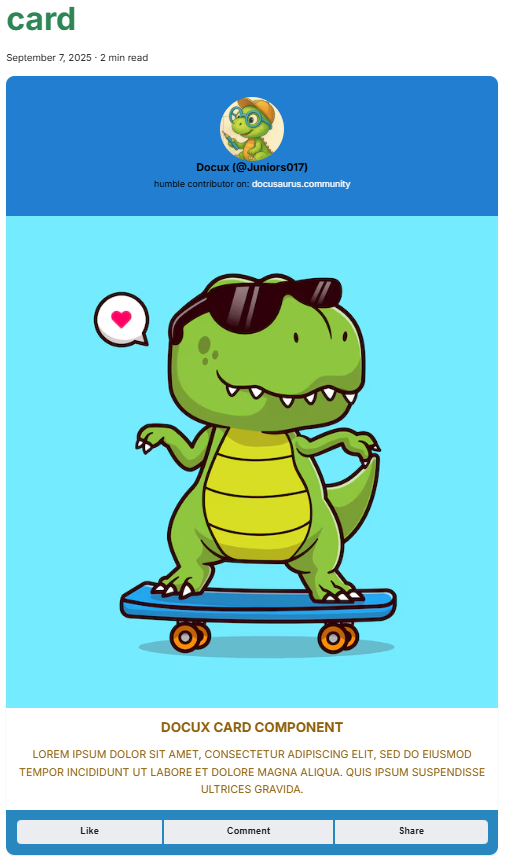 card
September 7, 2025 · 2 min read
Docux (@Juniors017)
humble contributor on: docusaurus.community
DOCUX CARD COMPONENT
LOREM IPSUM DOLOR SIT AMET, CONSECTETUR ADIPISCING ELIT, SED DO EIUSMOD
TEMPOR INCIDIDUNT UT LABORE ET DOLORE MAGNA ALIQUA. QUIS IPSUM SUSPENDISSE
ULTRICES GRAVIDA.
Like Comment Share